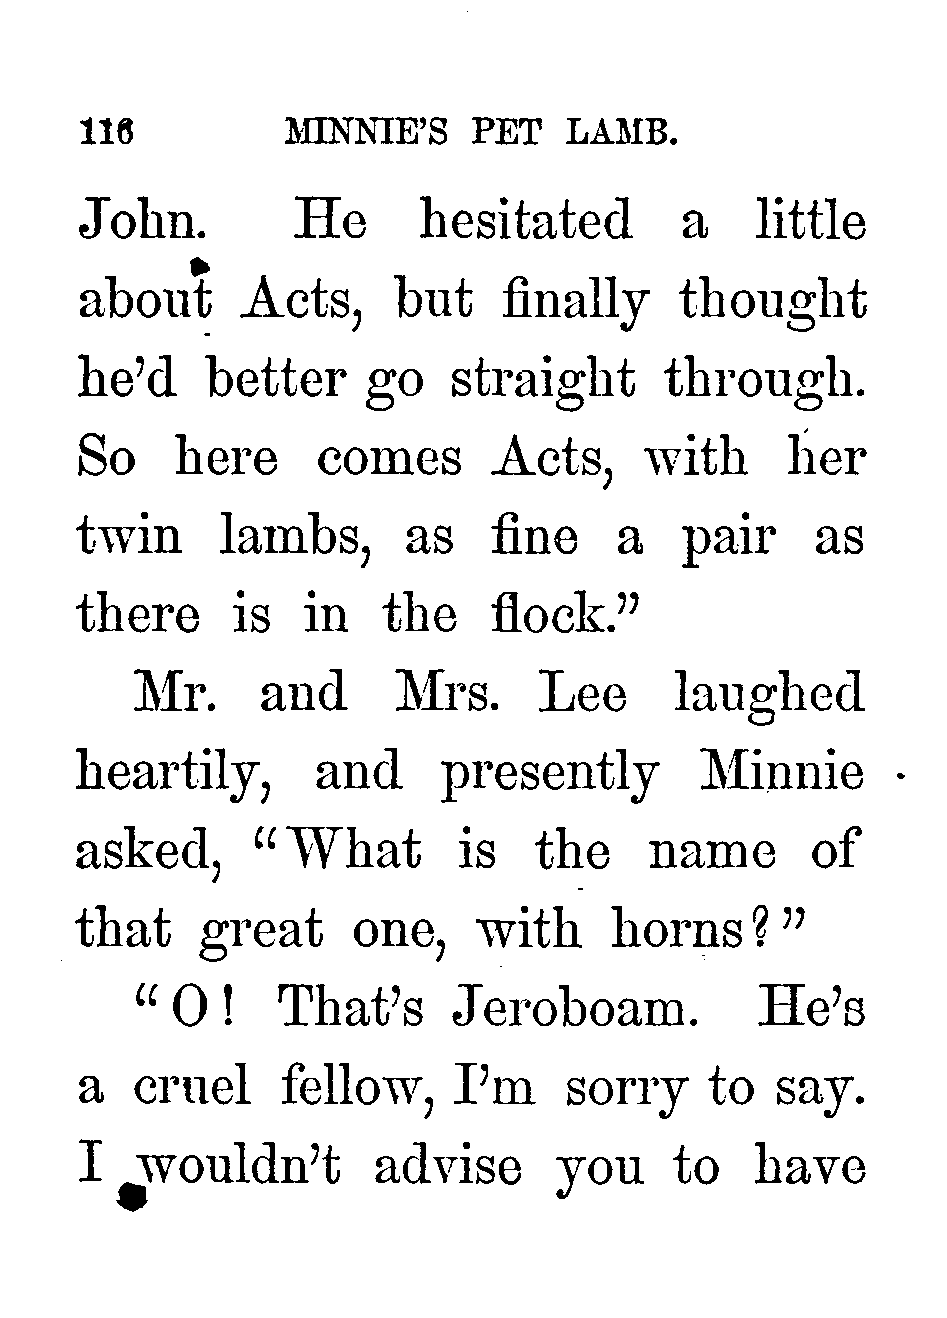 116 MINNIE'S PET LAMB.
John. He hesitated a little
about Acts, but finally thought
he'd better go straight through.
So here comes Acts, with her
twin lambs, as fine a pair as
there is in the flock."
Mr. and Mrs. Lee laughed
heartily, and presently Minnie
asked, "What is the name of
that great one, with horns?"
"O! That's Jeroboam. He's
a cruel fellow, I'm sorry to say.
I wouldn't advise you to have